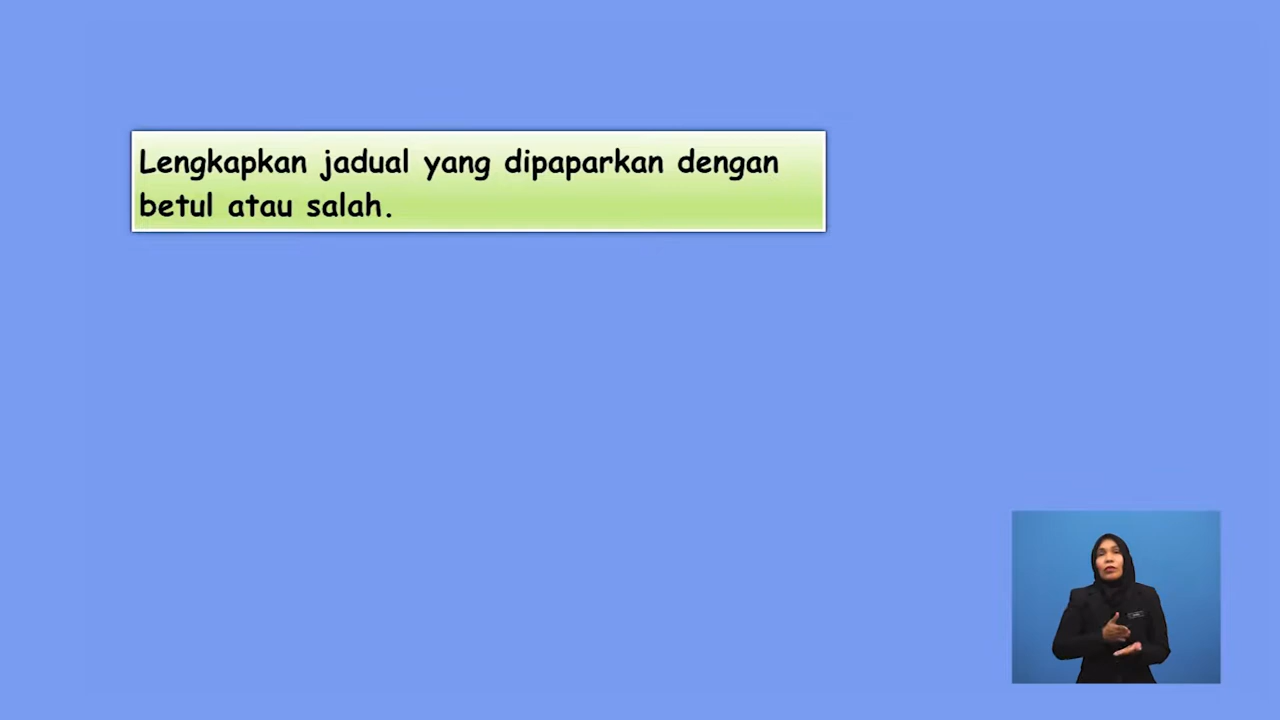 Lengkapkan jadual yang dipaparkan dengan
betul atau salah.